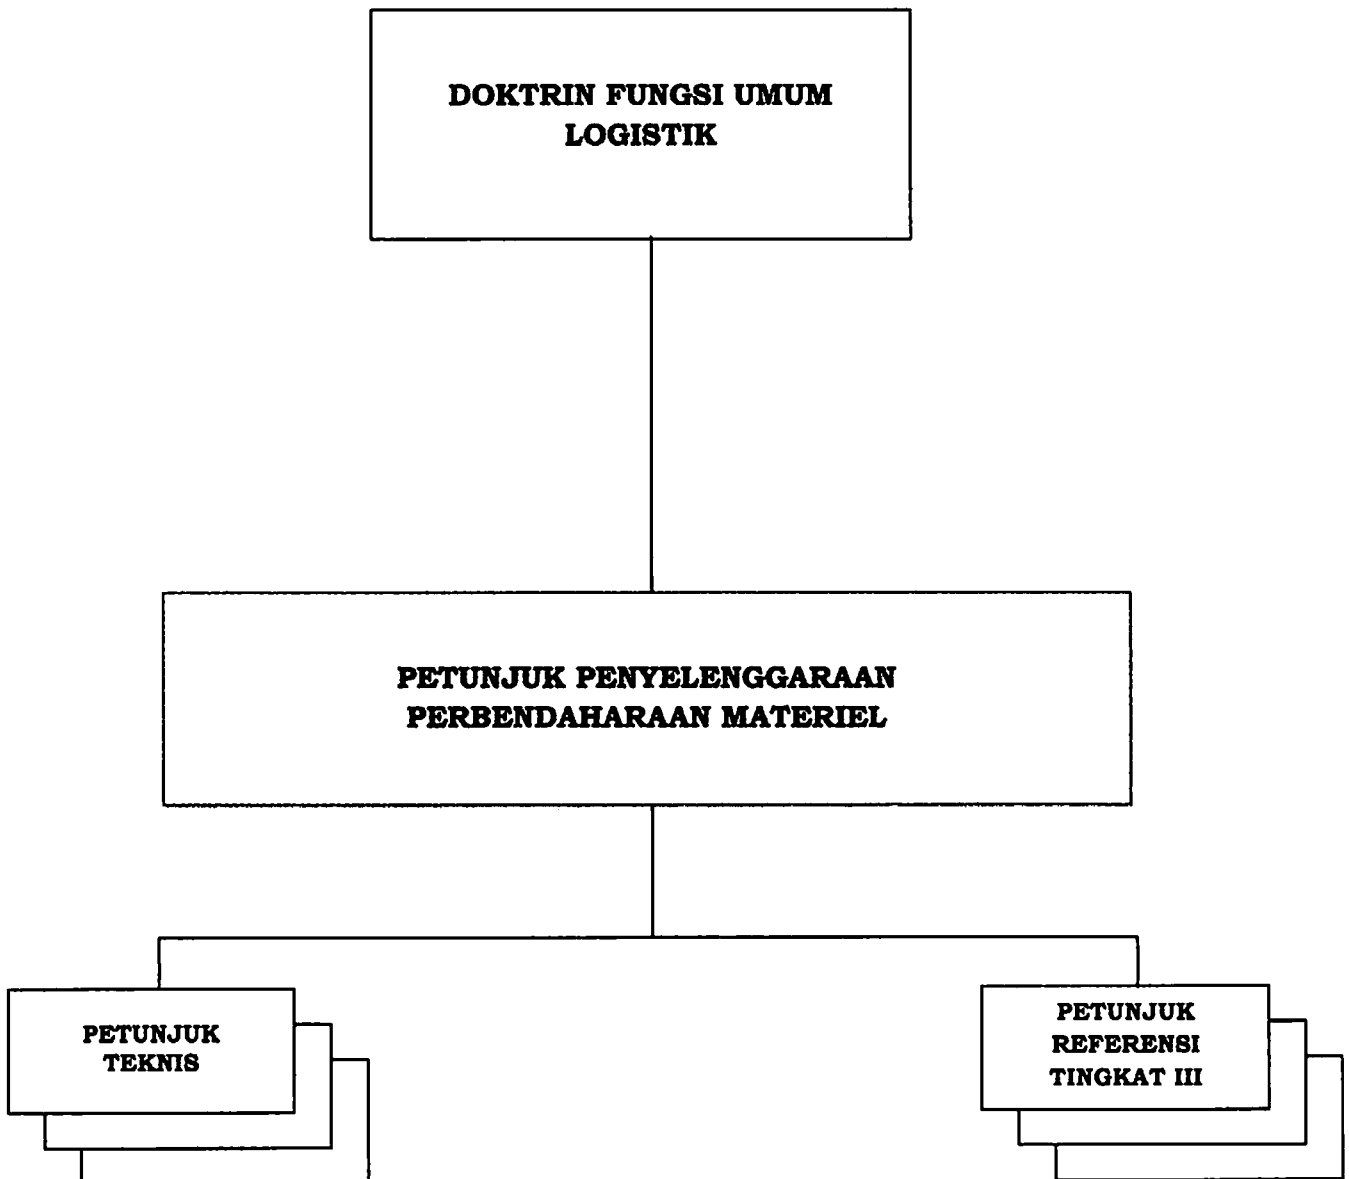 DOKTRIN FUNGSI UMUM
LOGISTIK
PETUNJUK PENYELENGGARAAN
PERBENDAHARAAN MATERIEL
PETUNJUK
TEKNIS
PETUNJUK
REFERENSI
TINGKAT III